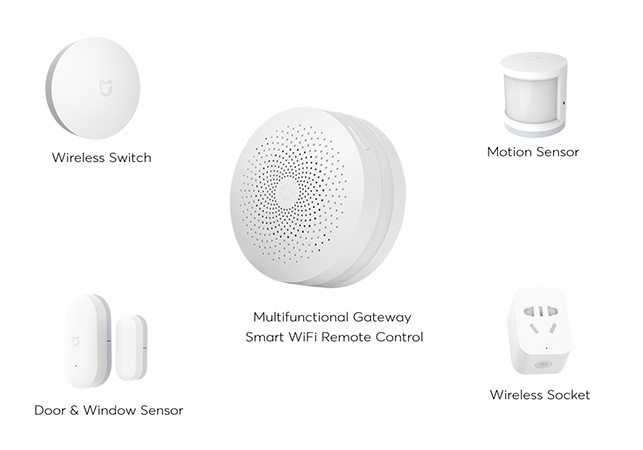 Wireless Switch
Motion Sensor
Multifunctional Gateway
Smart WiFi Remote Control
Door & Window Sensor
Wireless Socket